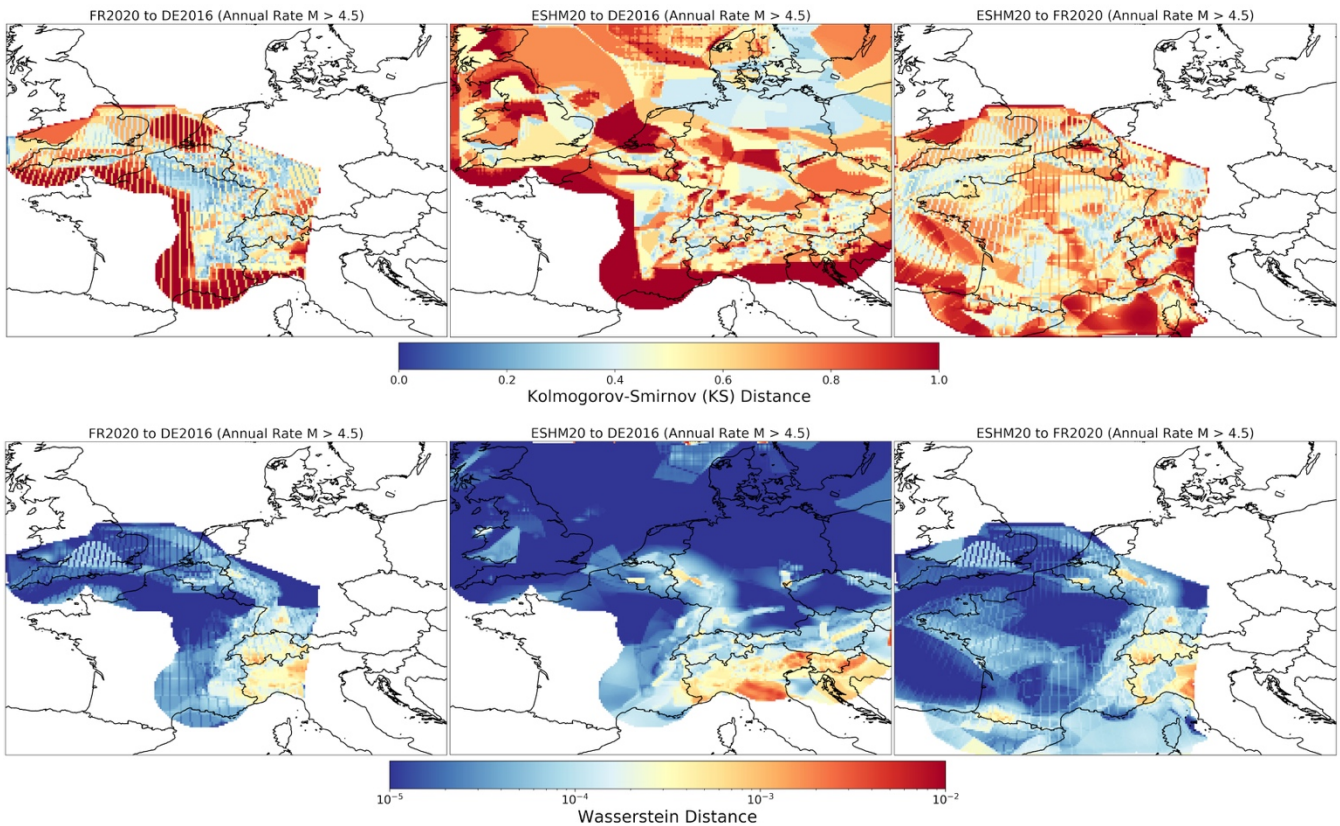 FR2020 to DE2016 (Annual Rate M > 4.5)
ESHM20 to DE2016 (Annual Rate M > 4.5)
ESHM20 to FR2020 (Annual Rate M > 4.5)
0.0 0.2 0.4 0.6 0.8 1.0
Kolmogorov-Smirnov (KS) Distance
FR2020 to DE2016 (Annual Rate M > 4.5)
ESHM20 to DE2016 (Annual Rate M > 4.5)
ESHM20 to FR2020 (Annual Rate M > 4.5)
10⁻⁵ 10⁻⁴ 10⁻³ 10⁻²
Wasserstein Distance